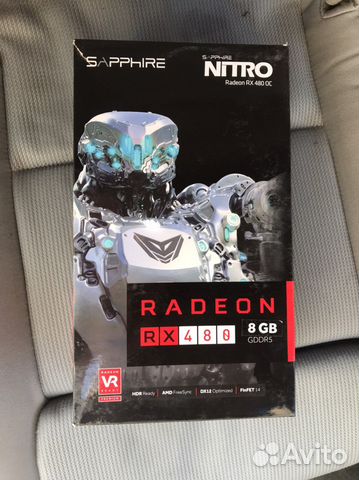 SAPPHIRE
SAPPHIRE
NITRO
Radeon RX 480 OC
RADEON
RX 480
8 GB
GDDR5
RADEON
VR
READY
PREMIUM
HDR Ready
AMD FreeSync
DX12 Optimized
FinFET 14
Avito